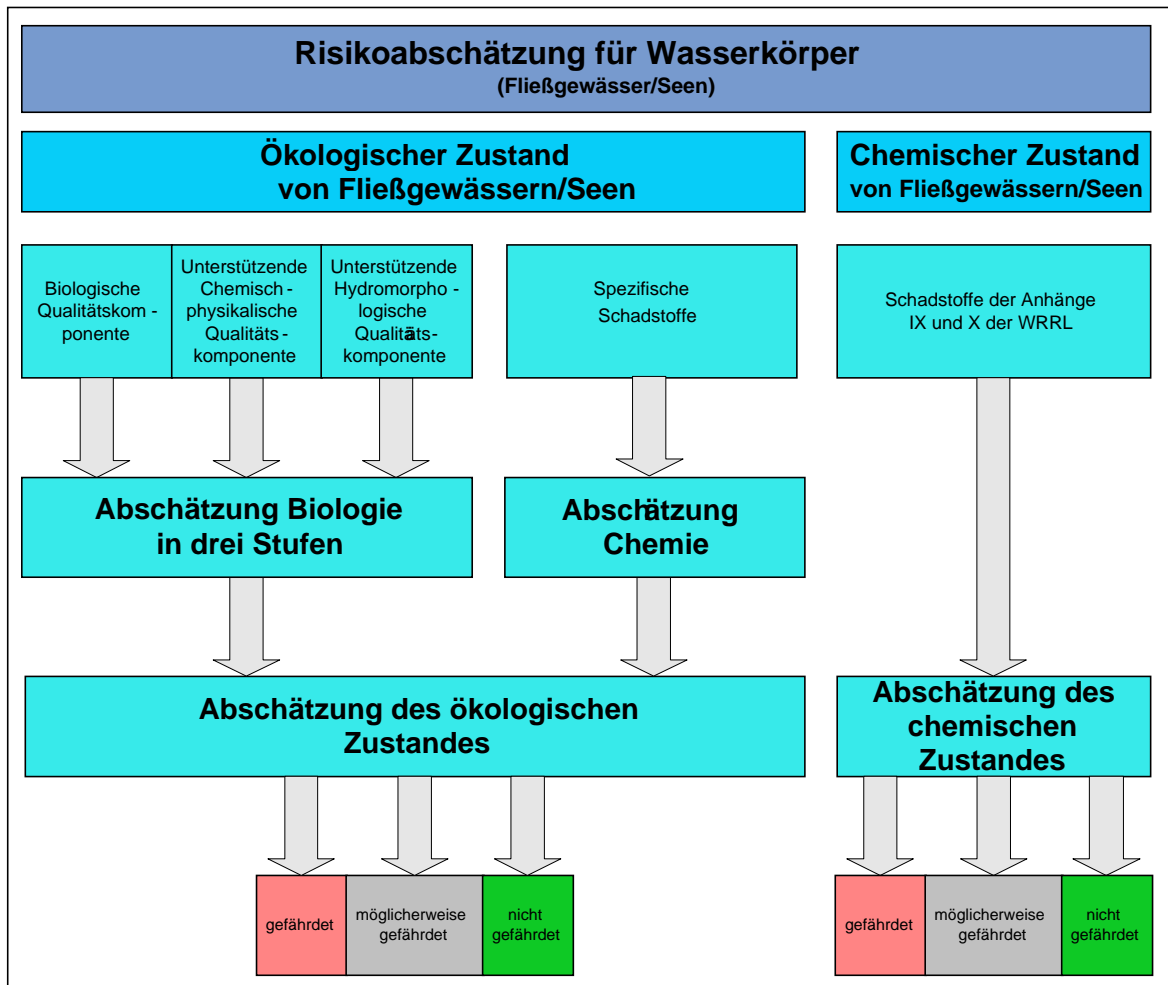 Risikoabschätzung für Wasserkörper
(Fließgewässer/Seen)
Ökologischer Zustand
von Fließgewässern/Seen
Chemischer Zustand
von Fließgewässern/Seen
Biologische
Qualitätskom -
ponente
Unterstützende
Chemisch -
physikalische
Qualitäts -
komponente
Unterstützende
Hydromorpho -
logische
Qualitäts-
komponente
Spezifische
Schadstoffe
Schadstoffe der Anhänge
IX und X der WRRL
Abschätzung Biologie
in drei Stufen
Abschätzung
Chemie
Abschätzung des ökologischen
Zustandes
Abschätzung des
chemischen
Zustandes
gefährdet
möglicherweise
gefährdet
nicht
gefährdet
gefährdet
möglicherweise
gefährdet
nicht
gefährdet